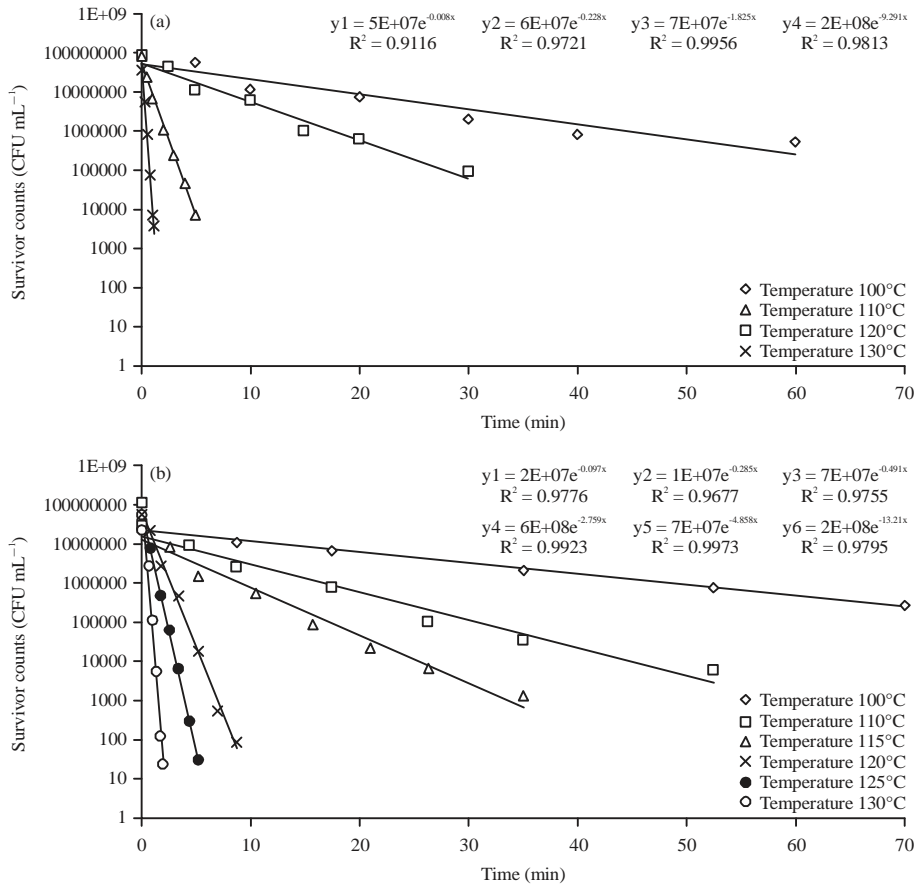 (a)
y1 = 5E+07e^-0.008x
R² = 0.9116
y2 = 6E+07e^-0.228x
R² = 0.9721
y3 = 7E+07e^-1.825x
R² = 0.9956
y4 = 2E+08e^-9.291x
R² = 0.9813
Survivor counts (CFU mL⁻¹)
1E+09
100000000
10000000
1000000
100000
10000
1000
100
10
1
Temperature 100°C
Temperature 110°C
Temperature 120°C
Temperature 130°C
0 10 20 30 40 50 60 70
Time (min)
(b)
y1 = 2E+07e^-0.097x
R² = 0.9776
y2 = 1E+07e^-0.285x
R² = 0.9677
y3 = 7E+07e^-0.491x
R² = 0.9755
y4 = 6E+08e^-2.759x
R² = 0.9923
y5 = 7E+07e^-4.858x
R² = 0.9973
y6 = 2E+08e^-13.21x
R² = 0.9795
Survivor counts (CFU mL⁻¹)
1E+09
100000000
10000000
1000000
100000
10000
1000
100
10
1
Temperature 100°C
Temperature 110°C
Temperature 115°C
Temperature 120°C
Temperature 125°C
Temperature 130°C
0 10 20 30 40 50 60 70
Time (min)